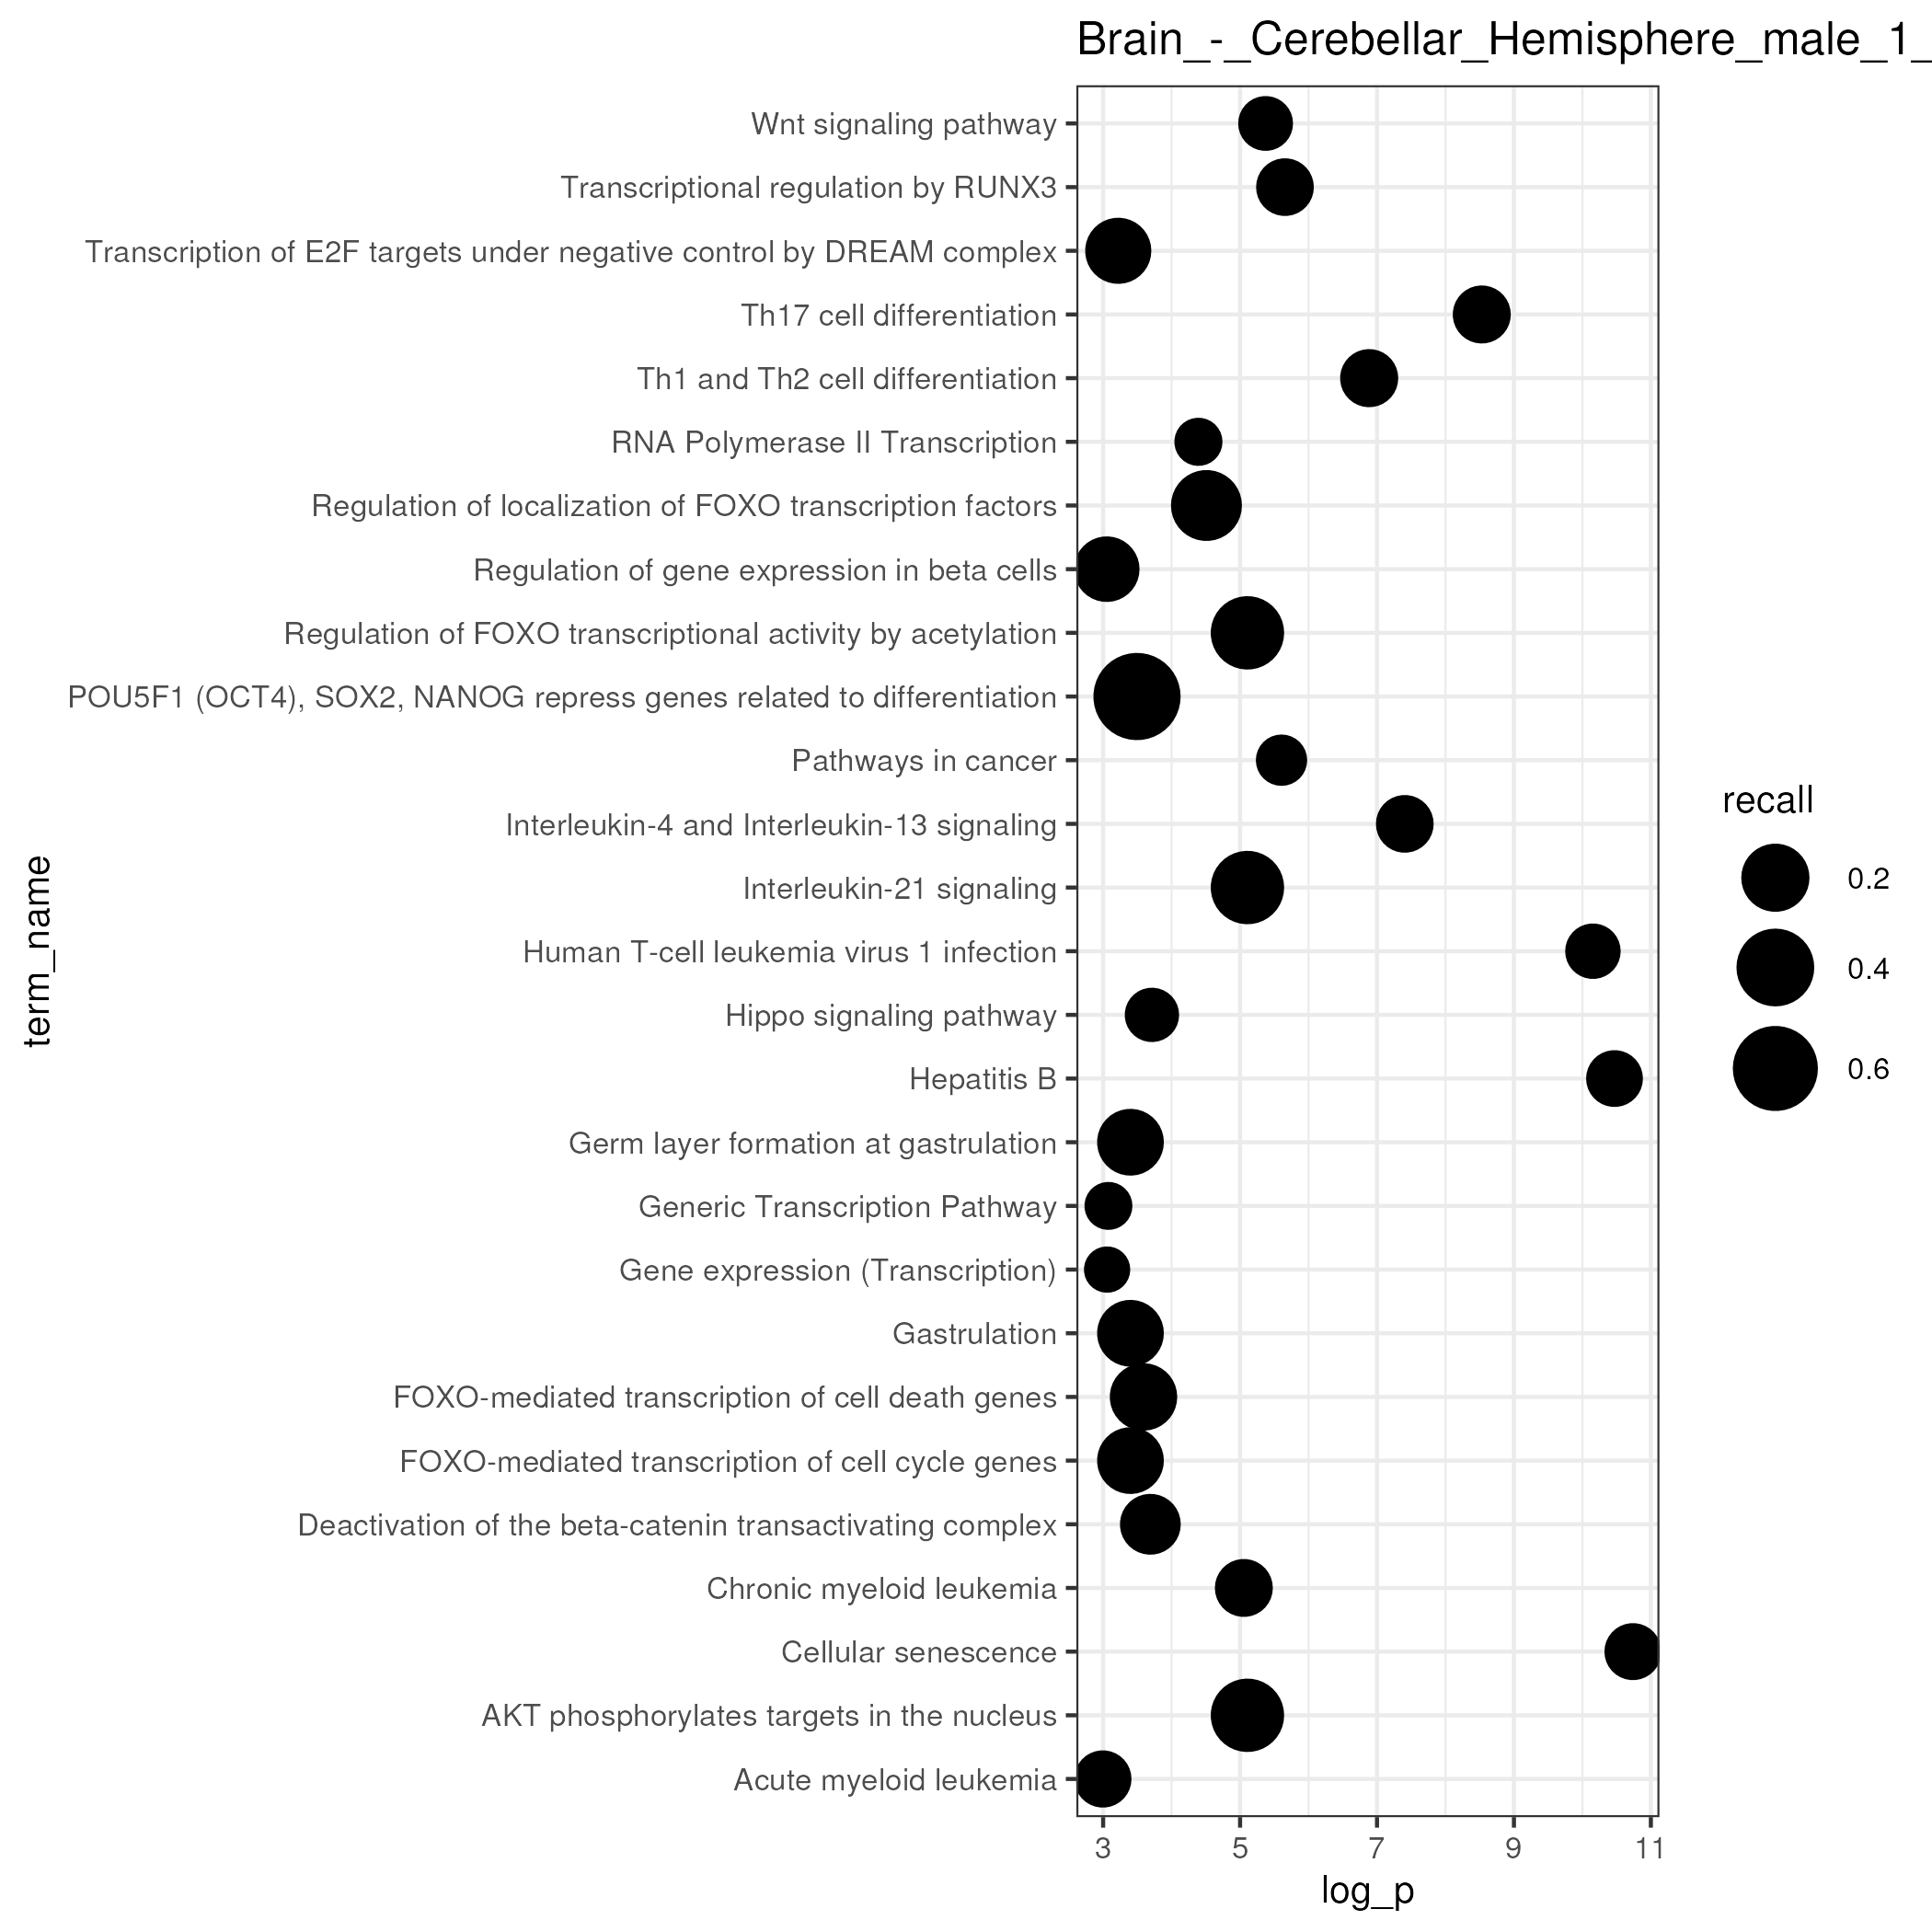 Brain_-_Cerebellar_Hemisphere_male_1_
Wnt signaling pathway
Transcriptional regulation by RUNX3
Transcription of E2F targets under negative control by DREAM complex
Th17 cell differentiation
Th1 and Th2 cell differentiation
RNA Polymerase II Transcription
Regulation of localization of FOXO transcription factors
Regulation of gene expression in beta cells
Regulation of FOXO transcriptional activity by acetylation
POU5F1 (OCT4), SOX2, NANOG repress genes related to differentiation
Pathways in cancer
Interleukin-4 and Interleukin-13 signaling
Interleukin-21 signaling
Human T-cell leukemia virus 1 infection
Hippo signaling pathway
Hepatitis B
Germ layer formation at gastrulation
Generic Transcription Pathway
Gene expression (Transcription)
Gastrulation
FOXO-mediated transcription of cell death genes
FOXO-mediated transcription of cell cycle genes
Deactivation of the beta-catenin transactivating complex
Chronic myeloid leukemia
Cellular senescence
AKT phosphorylates targets in the nucleus
Acute myeloid leukemia
term_name
3 5 7 9 11
log_p
recall
0.2
0.4
0.6